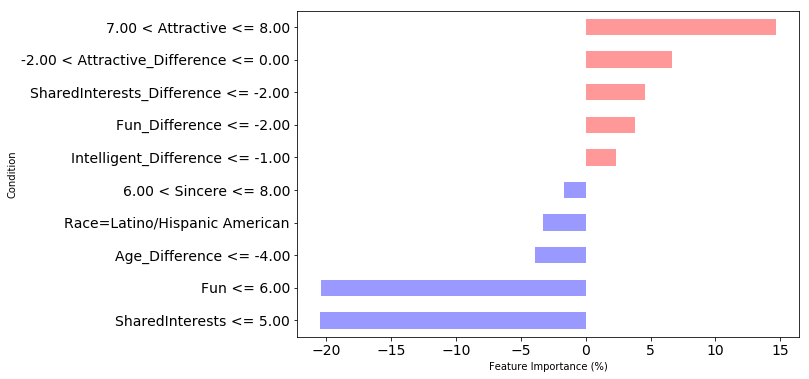 7.00 < Attractive <= 8.00
-2.00 < Attractive_Difference <= 0.00
SharedInterests_Difference <= -2.00
Fun_Difference <= -2.00
Intelligent_Difference <= -1.00
6.00 < Sincere <= 8.00
Race=Latino/Hispanic American
Age_Difference <= -4.00
Fun <= 6.00
SharedInterests <= 5.00
Condition
−20 −15 −10 −5 0 5 10 15
Feature Importance (%)